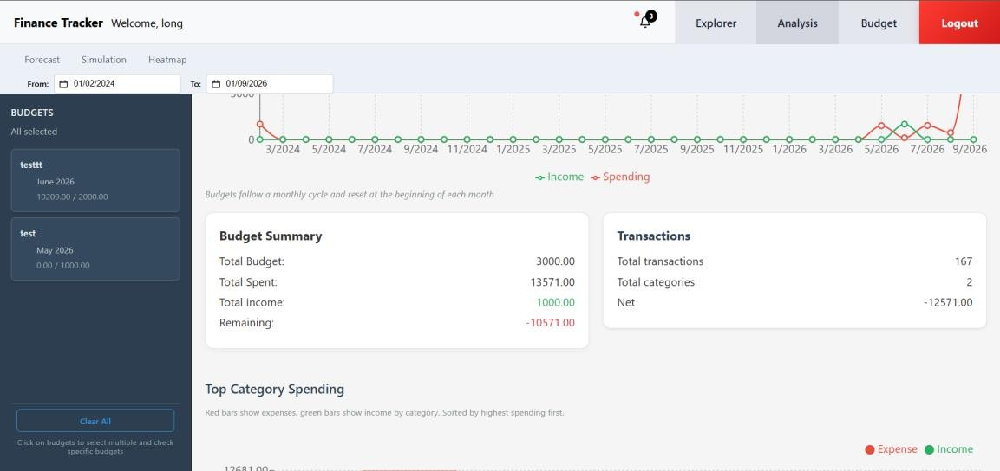 Finance Tracker Welcome, long 3 Explorer Analysis Budget Logout
Forecast Simulation Heatmap
From: 01/02/2024 To: 01/09/2026
BUDGETS
All selected
testtt
June 2026
10209.00 / 2000.00
test
May 2026
0.00 / 1000.00
Clear All
Click on budgets to select multiple and check
specific budgets
3000
0
3/2024 5/2024 7/2024 9/2024 11/2024 1/2025 3/2025 5/2025 7/2025 9/2025 11/2025 1/2026 3/2026 5/2026 7/2026 9/2026
Income Spending
Budgets follow a monthly cycle and reset at the beginning of each month
Budget Summary
Total Budget: 3000.00
Total Spent: 13571.00
Total Income: 1000.00
Remaining: -10571.00
Transactions
Total transactions 167
Total categories 2
Net -12571.00
Top Category Spending
Red bars show expenses, green bars show income by category. Sorted by highest spending first.
Expense Income
12681.00